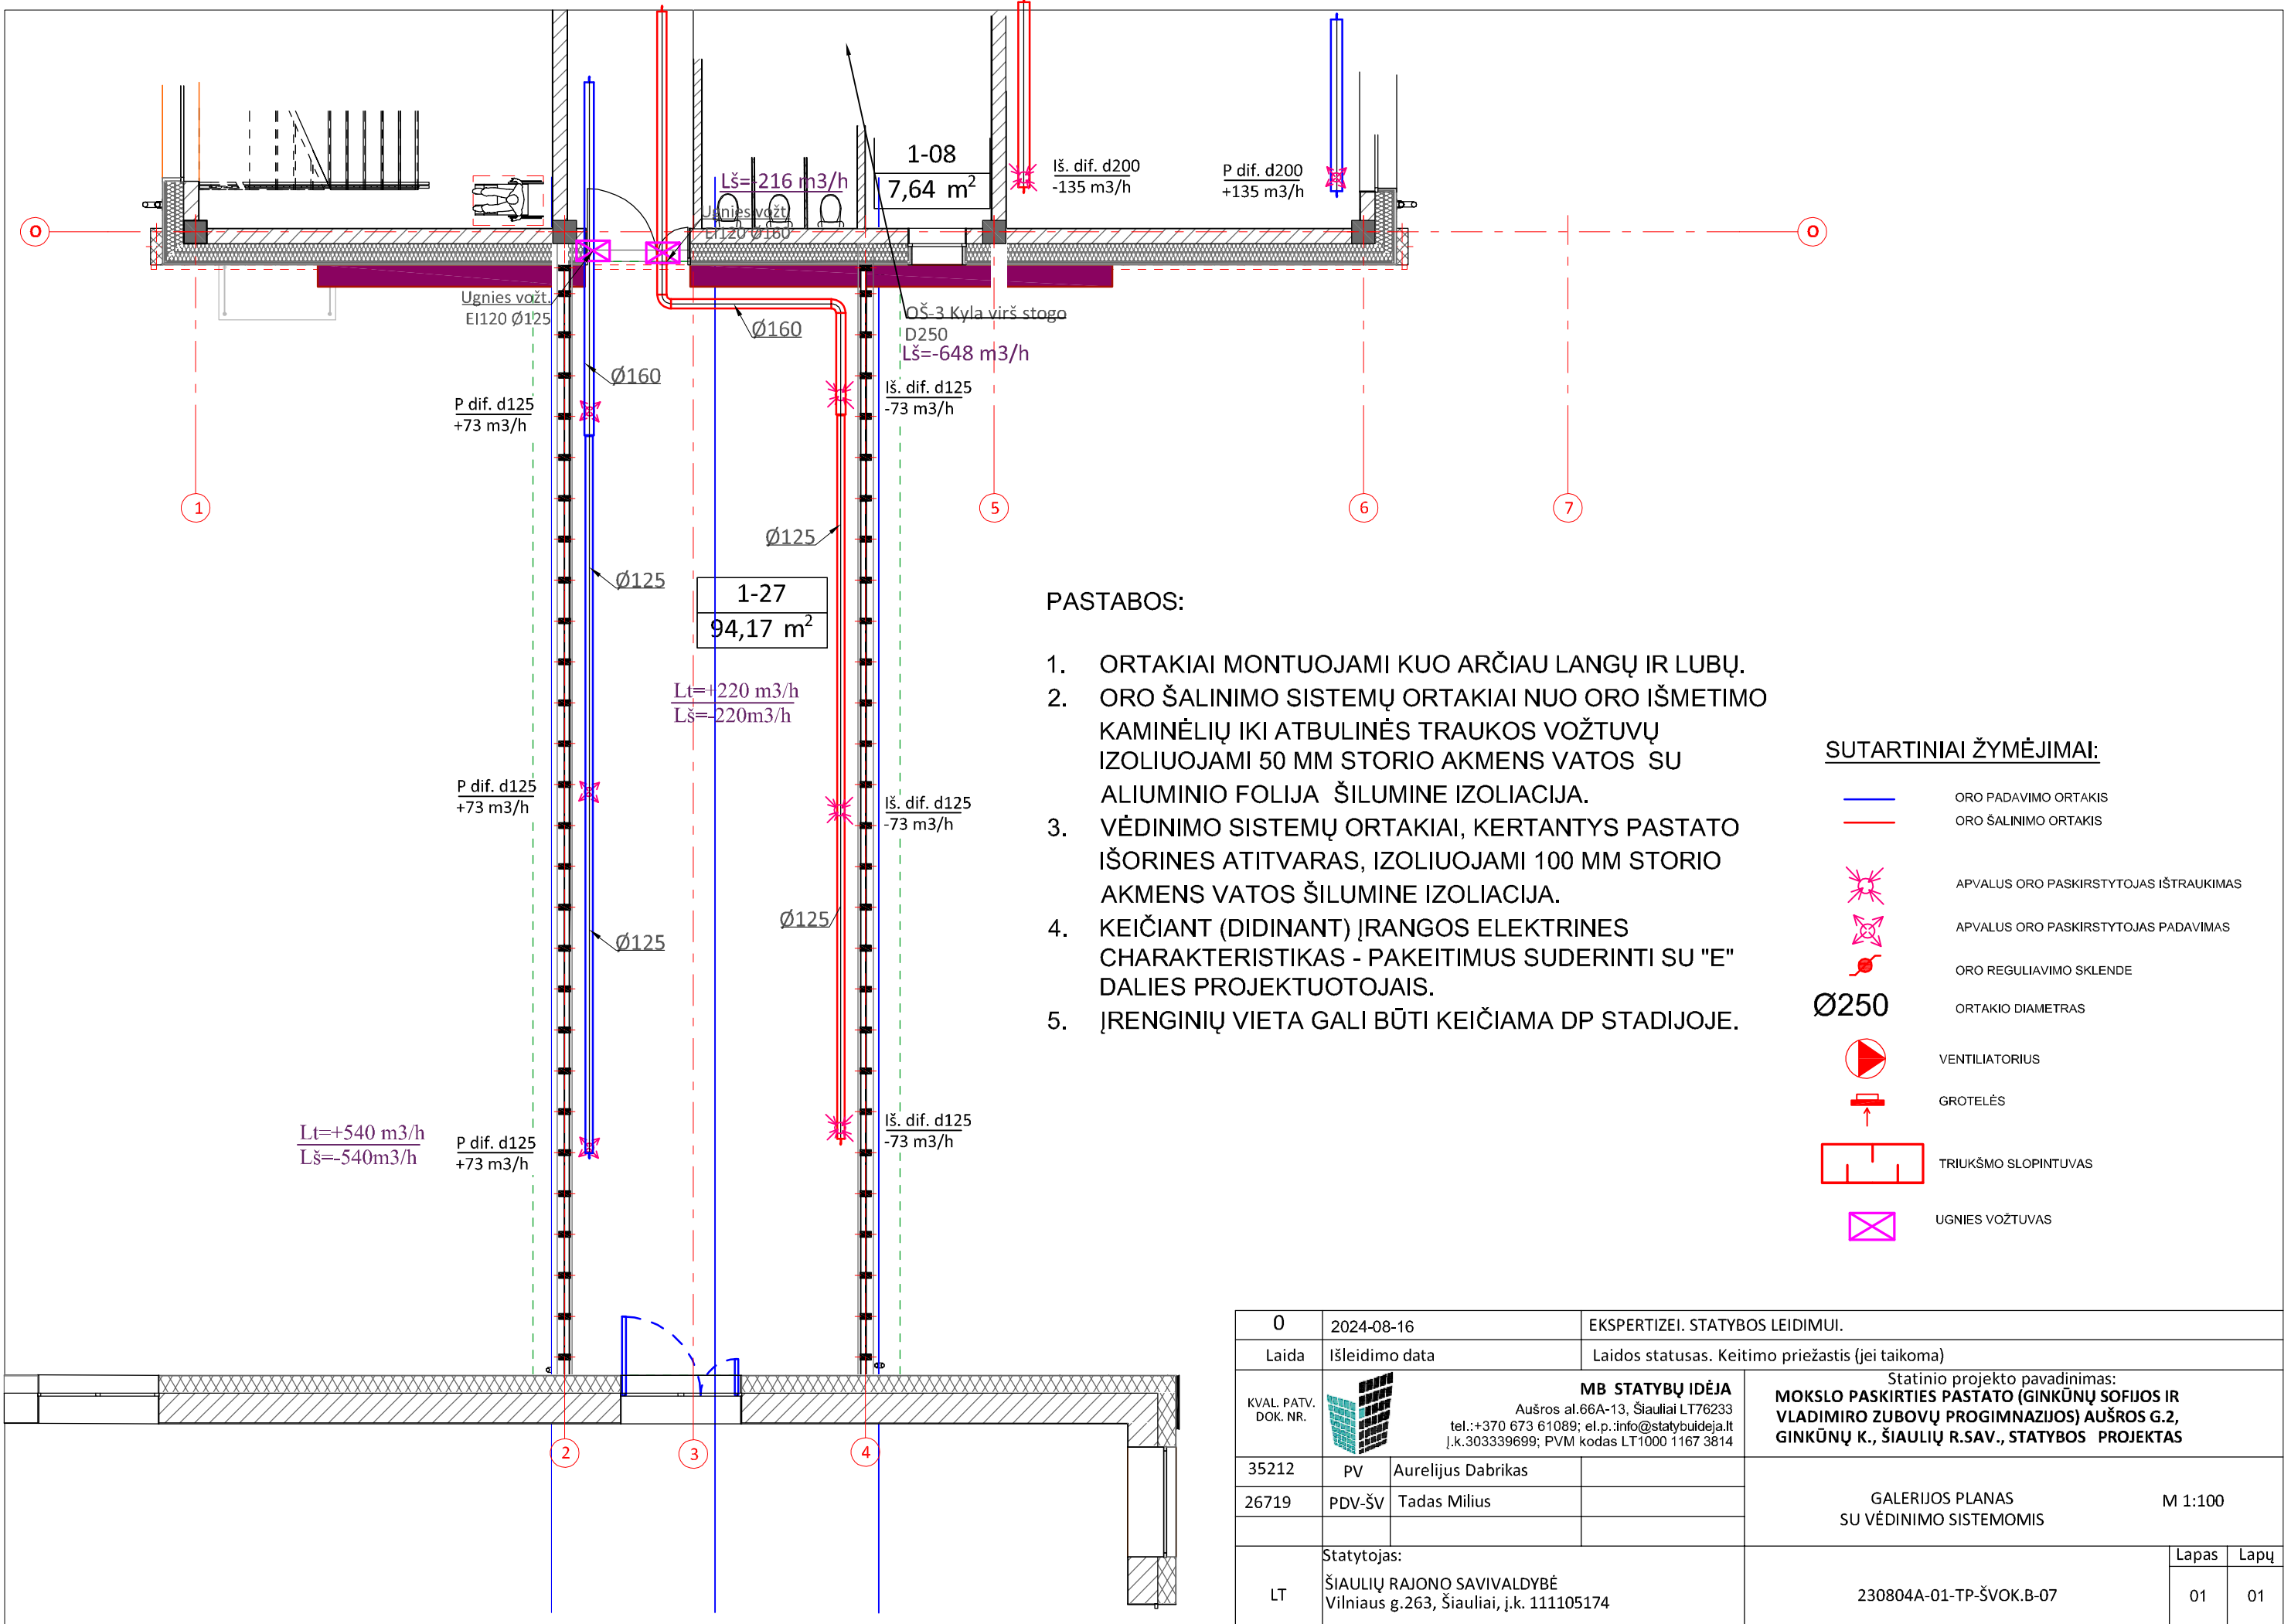 1-08
7,64 m²
Lš=-216 m3/h
Ugnies vožt.
EI120 Ø160
Iš. dif. d200
-135 m3/h
P dif. d200
+135 m3/h
O
O
Ugnies vožt.
EI120 Ø125
Ø160
Ø160
OŠ-3 Kyla virš stogo
D250
Lš=-648 m3/h
P dif. d125
+73 m3/h
Iš. dif. d125
-73 m3/h
1
5
6
7
Ø125
Ø125
1-27
94,17 m²
Lt=+220 m3/h
Lš=-220m3/h
P dif. d125
+73 m3/h
Iš. dif. d125
-73 m3/h
Ø125
Ø125
Lt=+540 m3/h
Lš=-540m3/h
P dif. d125
+73 m3/h
Iš. dif. d125
-73 m3/h
2
3
4
PASTABOS:
1. ORTAKIAI MONTUOJAMI KUO ARČIAU LANGŲ IR LUBŲ.
2. ORO ŠALINIMO SISTEMŲ ORTAKIAI NUO ORO IŠMETIMO
KAMINĖLIŲ IKI ATBULINĖS TRAUKOS VOŽTUVŲ
IZOLIUOJAMI 50 MM STORIO AKMENS VATOS SU
ALIUMINIO FOLIJA ŠILUMINE IZOLIACIJA.
3. VĖDINIMO SISTEMŲ ORTAKIAI, KERTANTYS PASTATO
IŠORINES ATITVARAS, IZOLIUOJAMI 100 MM STORIO
AKMENS VATOS ŠILUMINE IZOLIACIJA.
4. KEIČIANT (DIDINANT) ĮRANGOS ELEKTRINES
CHARAKTERISTIKAS - PAKEITIMUS SUDERINTI SU "E"
DALIES PROJEKTUOTOJAIS.
5. ĮRENGINIŲ VIETA GALI BŪTI KEIČIAMA DP STADIJOJE.
SUTARTINIAI ŽYMĖJIMAI:
ORO PADAVIMO ORTAKIS
ORO ŠALINIMO ORTAKIS
APVALUS ORO PASKIRSTYTOJAS IŠTRAUKIMAS
APVALUS ORO PASKIRSTYTOJAS PADAVIMAS
ORO REGULIAVIMO SKLENDE
Ø250 ORTAKIO DIAMETRAS
VENTILIATORIUS
GROTELĖS
TRIUKŠMO SLOPINTUVAS
UGNIES VOŽTUVAS
0 2024-08-16 EKSPERTIZEI. STATYBOS LEIDIMUI.
Laida Išleidimo data Laidos statusas. Keitimo priežastis (jei taikoma)
KVAL. PATV.
DOK. NR.
MB STATYBŲ IDĖJA
Aušros al.66A-13, Šiauliai LT76233
tel.:+370 673 61089; el.p.:info@statybuideja.lt
Į.k.303339699; PVM kodas LT1000 1167 3814
Statinio projekto pavadinimas:
MOKSLO PASKIRTIES PASTATO (GINKŪNŲ SOFIJOS IR
VLADIMIRO ZUBOVŲ PROGIMNAZIJOS) AUŠROS G.2,
GINKŪNŲ K., ŠIAULIŲ R.SAV., STATYBOS PROJEKTAS
35212 PV Aurelijus Dabrikas
26719 PDV-ŠV Tadas Milius
GALERIJOS PLANAS M 1:100
SU VĖDINIMO SISTEMOMIS
LT
Statytojas:
ŠIAULIŲ RAJONO SAVIVALDYBĖ
Vilniaus g.263, Šiauliai, j.k. 111105174
230804A-01-TP-ŠVOK.B-07
Lapas Lapų
01 01